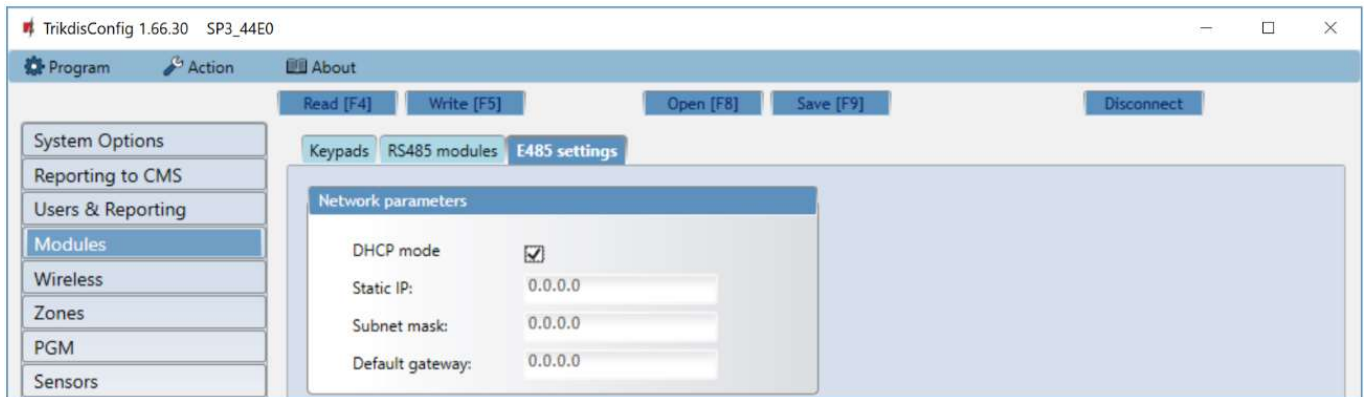 TrikdisConfig 1.66.30 SP3_44E0
Program Action About
Read [F4] Write [F5] Open [F8] Save [F9] Disconnect
System Options
Reporting to CMS
Users & Reporting
Modules
Wireless
Zones
PGM
Sensors
Keypads RS485 modules E485 settings
Network parameters
DHCP mode
Static IP: 0.0.0.0
Subnet mask: 0.0.0.0
Default gateway: 0.0.0.0